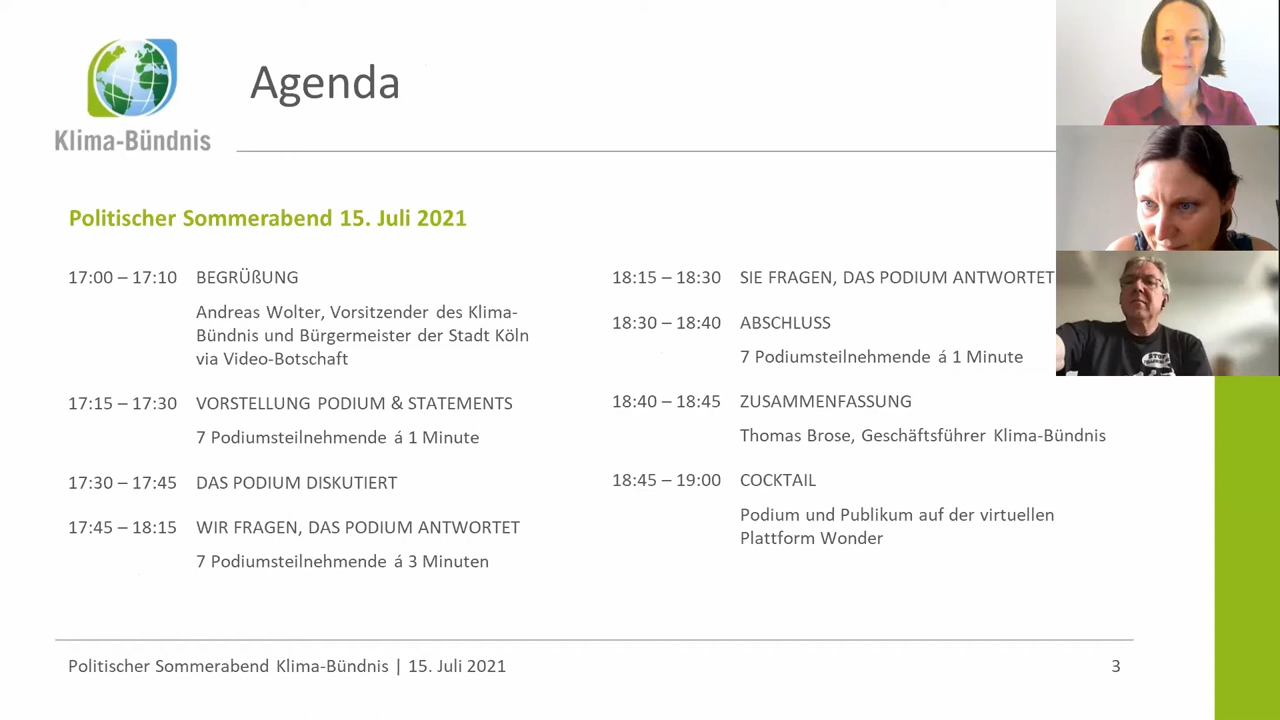 Klima-Bündnis
Agenda
Politischer Sommerabend 15. Juli 2021
17:00 – 17:10 BEGRÜßUNG
Andreas Wolter, Vorsitzender des Klima-
Bündnis und Bürgermeister der Stadt Köln
via Video-Botschaft
17:15 – 17:30 VORSTELLUNG PODIUM & STATEMENTS
7 Podiumsteilnehmende á 1 Minute
17:30 – 17:45 DAS PODIUM DISKUTIERT
17:45 – 18:15 WIR FRAGEN, DAS PODIUM ANTWORTET
7 Podiumsteilnehmende á 3 Minuten
18:15 – 18:30 SIE FRAGEN, DAS PODIUM ANTWORTET
18:30 – 18:40 ABSCHLUSS
7 Podiumsteilnehmende á 1 Minute
18:40 – 18:45 ZUSAMMENFASSUNG
Thomas Brose, Geschäftsführer Klima-Bündnis
18:45 – 19:00 COCKTAIL
Podium und Publikum auf der virtuellen
Plattform Wonder
Politischer Sommerabend Klima-Bündnis | 15. Juli 2021
3